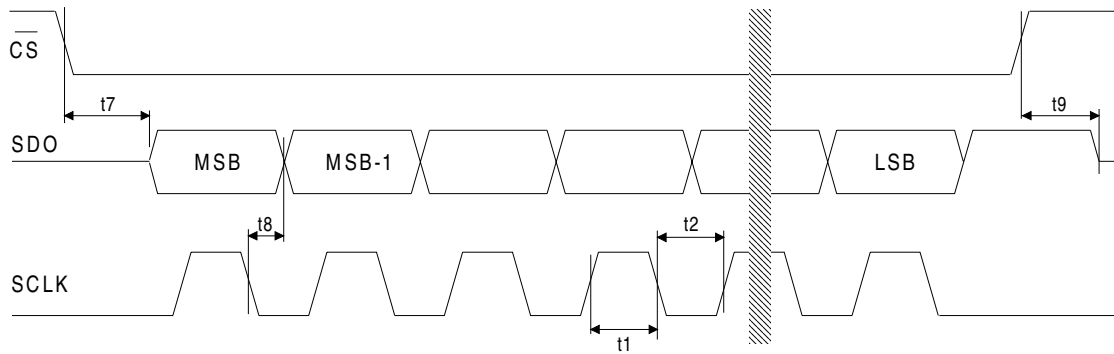 CS
t7
t9
SDO
MSB
MSB-1
LSB
t8
t2
SCLK
t1